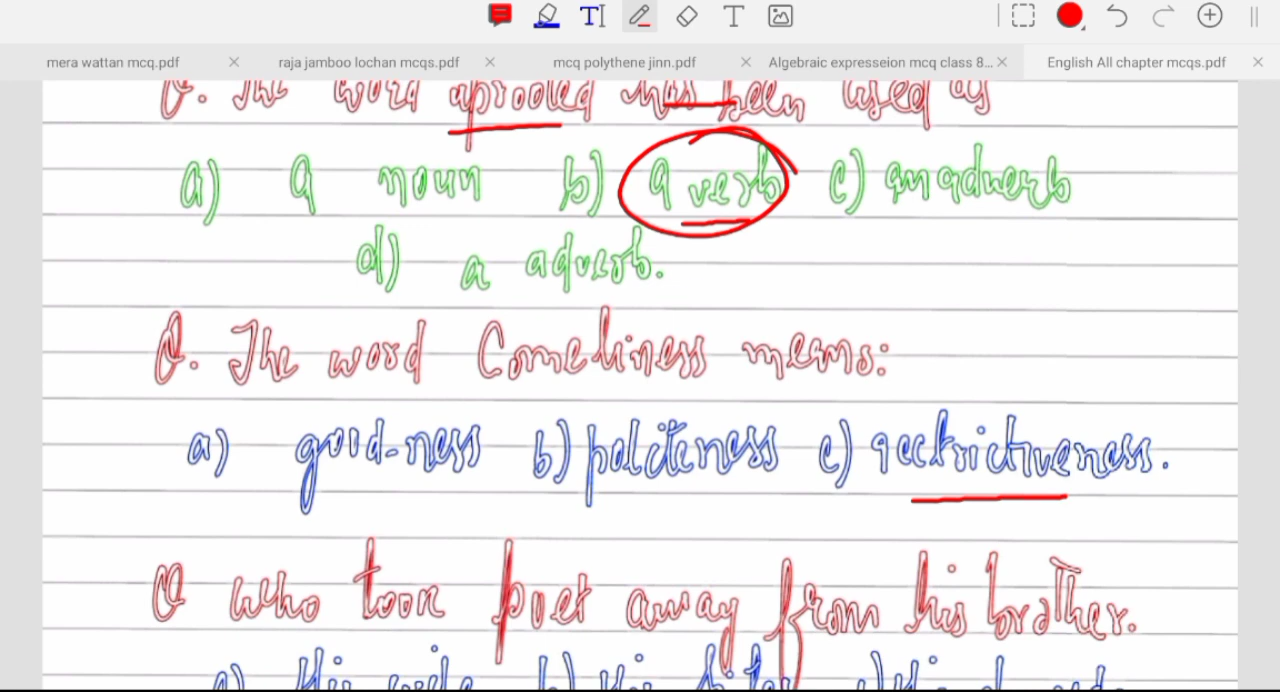 mera wattan mcq.pdf
raja jamboo lochan mcqs.pdf
mcq polythene jinn.pdf
Algebraic expresseion mcq class 8...
English All chapter mcqs.pdf
Q. The word uprooted has been used as
a) a noun b) a verb c) an adverb
d) a adverb.
Q. The word Comeliness means:
a) good-ness b) politeness c)
Q who took poet away from his brother.
a) His b) His c)